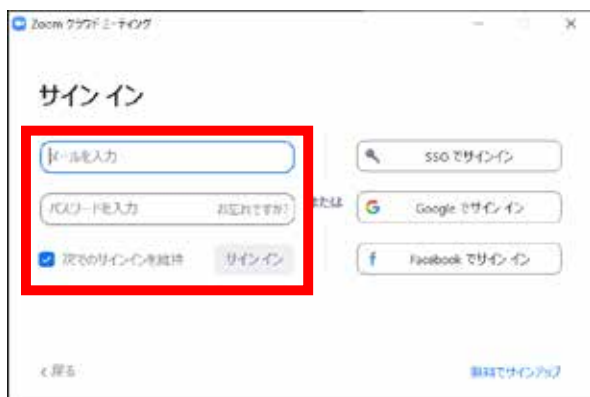 Zoom クラウド ミーティング
サイン イン
メールを入力
パスワードを入力 お忘れですか?
次でのサインインを維持 サイン イン
または
SSO でサインイン
Google でサイン イン
Facebook でサイン イン
< 戻る
無料でサインアップ